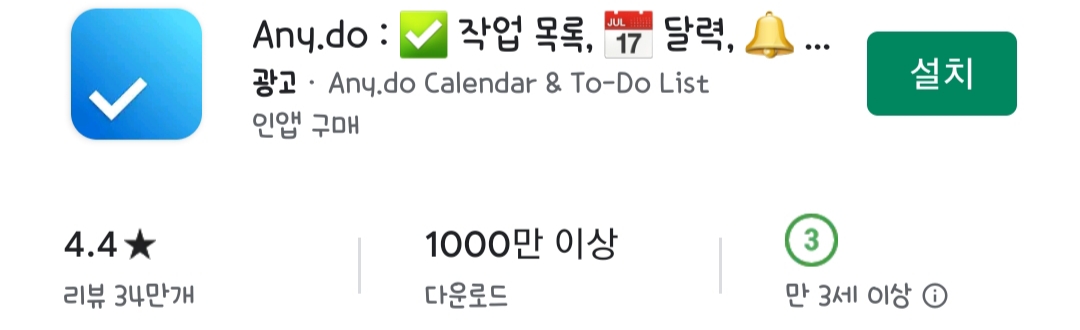 Any.do : ✅ 작업 목록, 📅 달력, 🔔 ...
JUL
17
광고 · Any.do Calendar & To-Do List
인앱 구매
설치
4.4★
리뷰 34만개
1000만 이상
다운로드
3
만 3세 이상 ⓘ